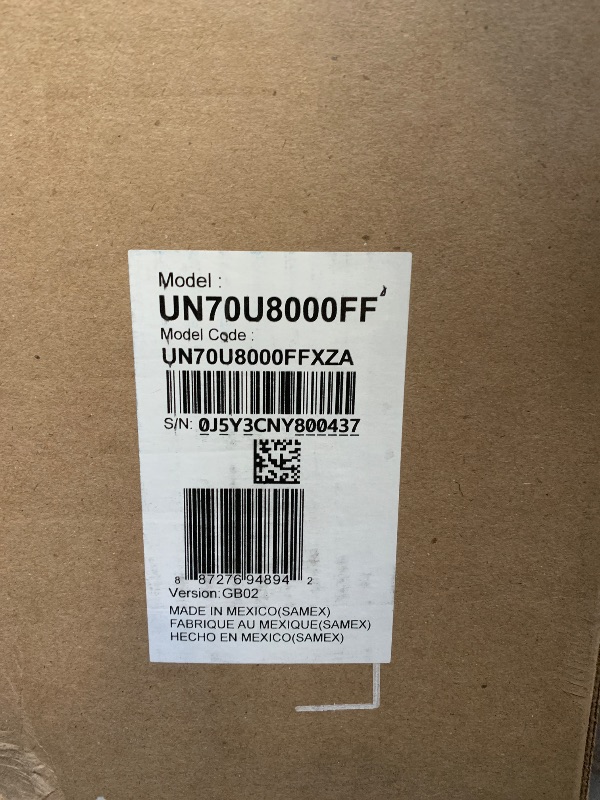 Model :
UN70U8000FF
Model Code :
UN70U8000FFXZA
S/N: 0J5Y3CNY800437
8 87276 94894 2
Version:GB02
MADE IN MEXICO(SAMEX)
FABRIQUE AU MEXIQUE(SAMEX)
HECHO EN MEXICO(SAMEX)